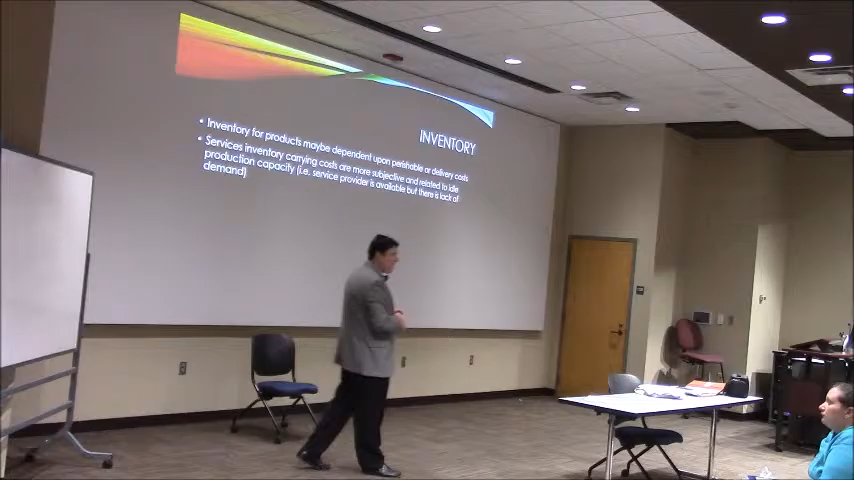 INVENTORY
• Inventory for products maybe dependent upon perishable or delivery costs
• Services inventory carrying costs are more subjective and related to idle
production capacity (i.e. service provider is available but there is lack of
demand)